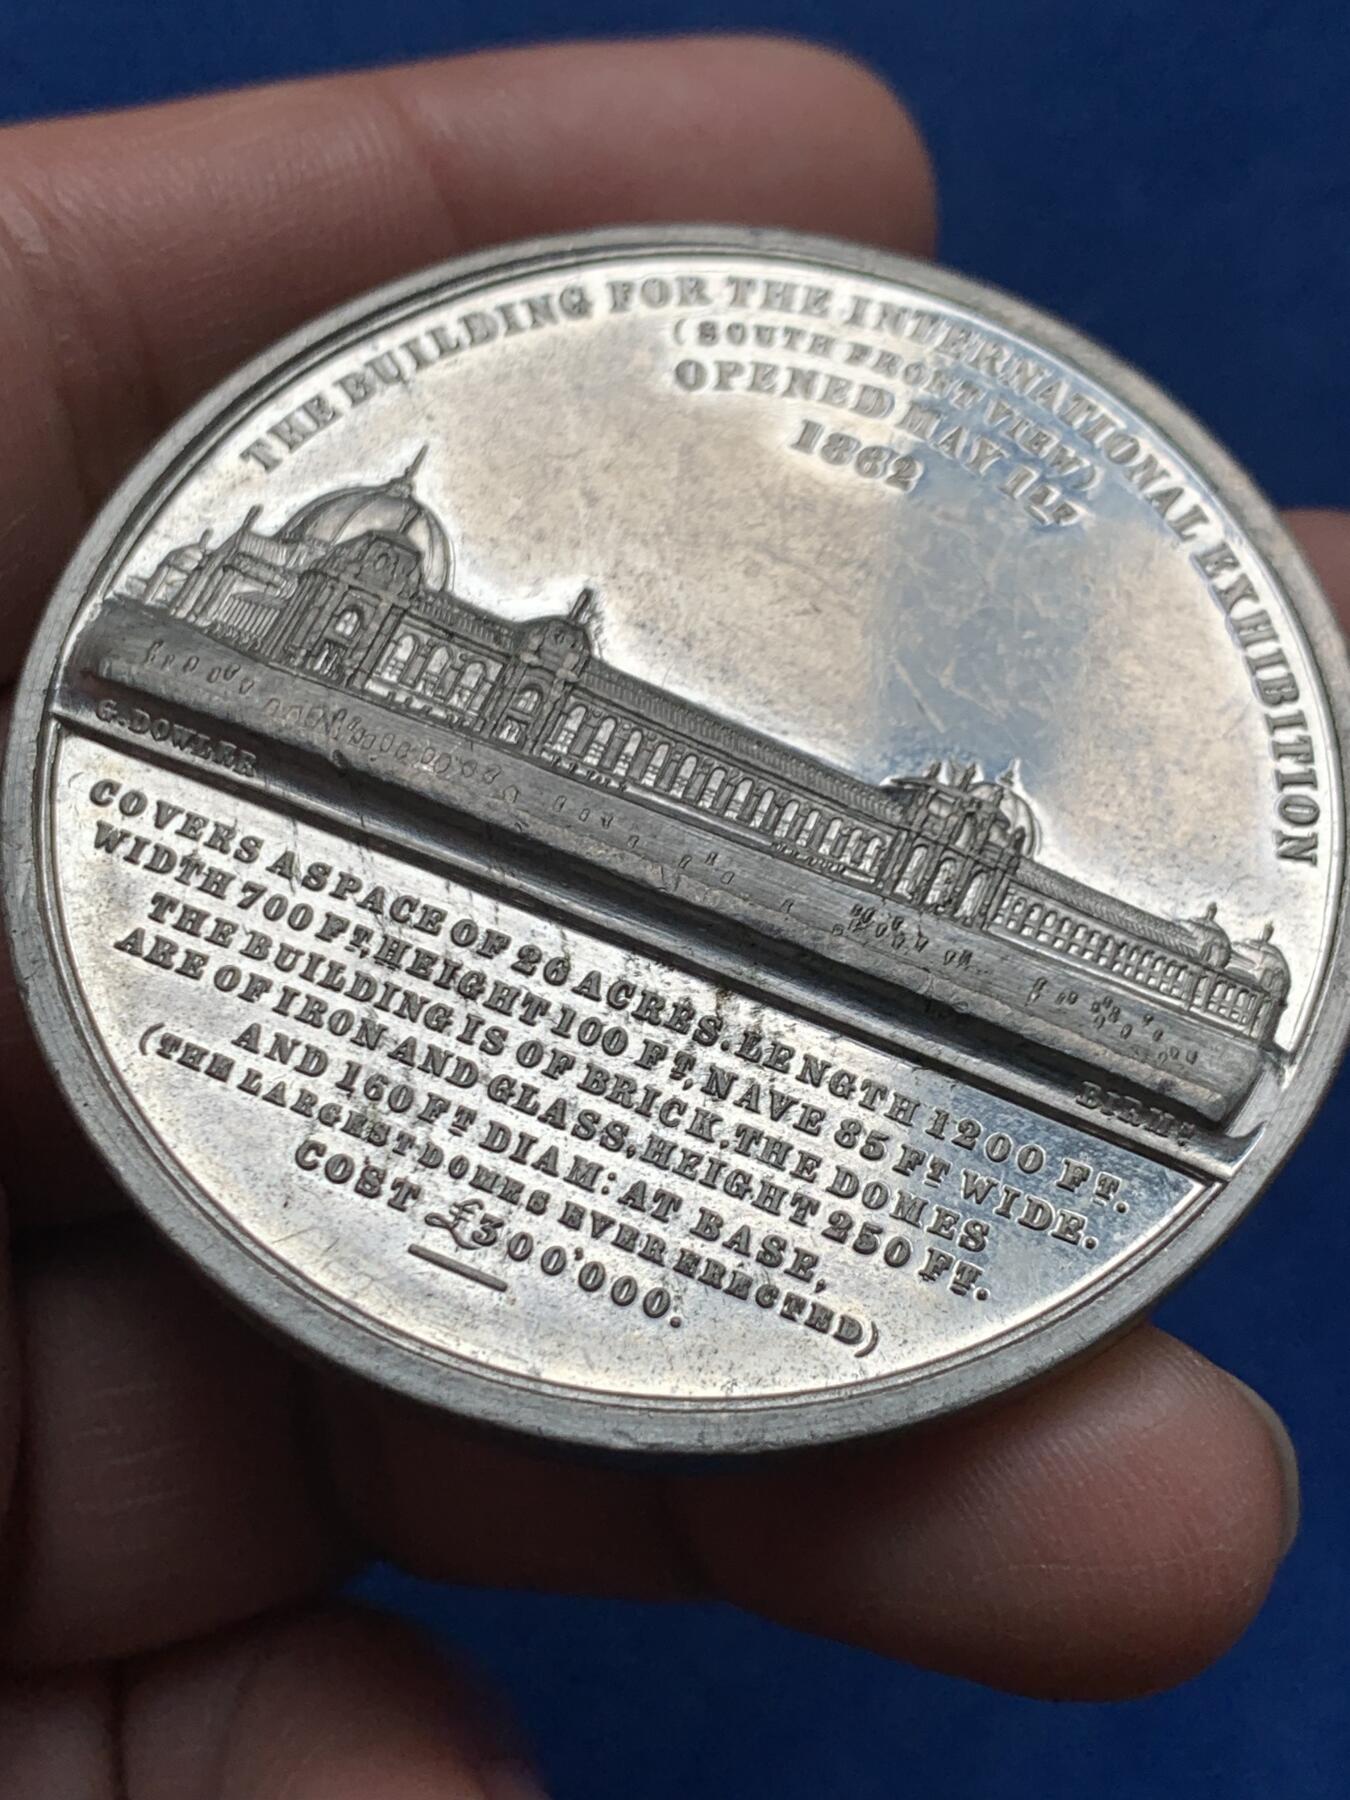 THE BUILDING FOR THE INTERNATIONAL EXHIBITION
(SOUTH FRONT VIEW)
OPENED MAY 1ST
1862
G. DOWLER
BIRM:
COVERS A SPACE OF 26 ACRES. LENGTH 1200 FT.
WIDTH 700 FT, HEIGHT 100 FT, NAVE 85 FT WIDE.
THE BUILDING IS OF BRICK. THE DOMES
ARE OF IRON AND GLASS, HEIGHT 250 FT.
AND 160 FT DIAM: AT BASE,
(THE LARGEST DOMES EVER ERECTED)
COST £300'000.